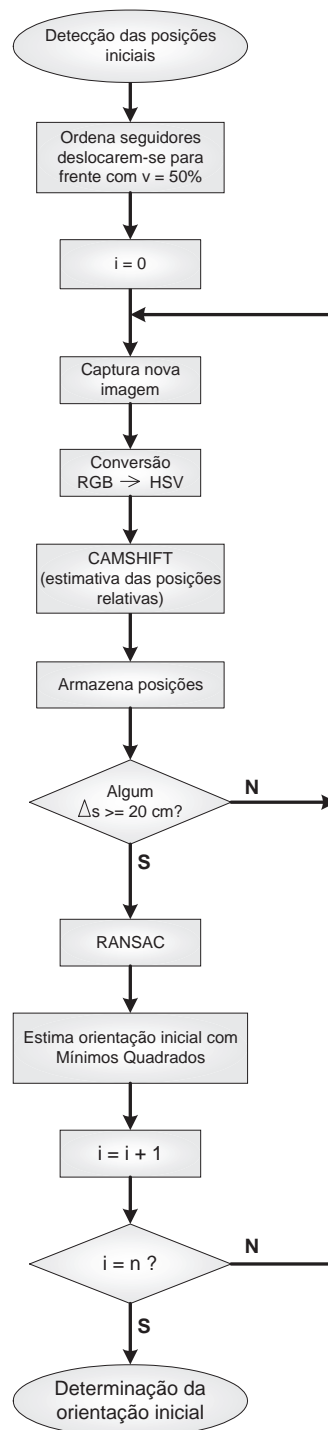 Detecção das posições
iniciais
Ordena seguidores
deslocarem-se para
frente com v = 50%
i = 0
Captura nova
imagem
Conversão
RGB → HSV
CAMSHIFT
(estimativa das posições
relativas)
Armazena posições
Algum
Δs >= 20 cm?
N
S
RANSAC
Estima orientação inicial com
Mínimos Quadrados
i = i + 1
i = n ?
N
S
Determinação da
orientação inicial